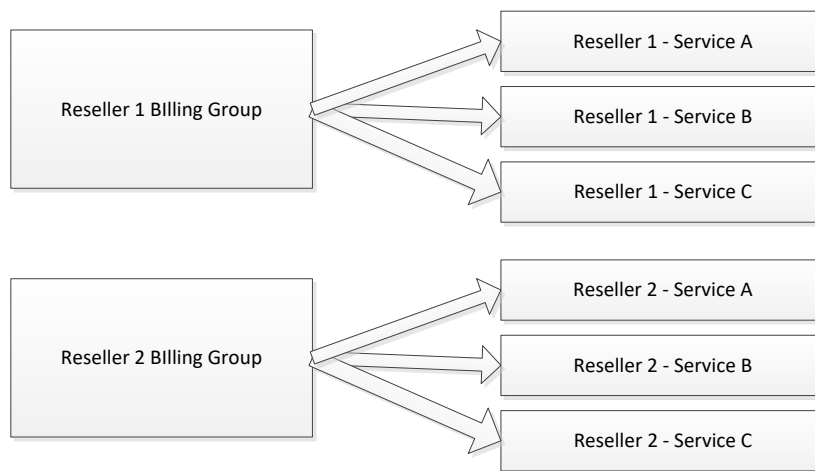 Reseller 1 BIlling Group
Reseller 1 - Service A
Reseller 1 - Service B
Reseller 1 - Service C
Reseller 2 BIlling Group
Reseller 2 - Service A
Reseller 2 - Service B
Reseller 2 - Service C